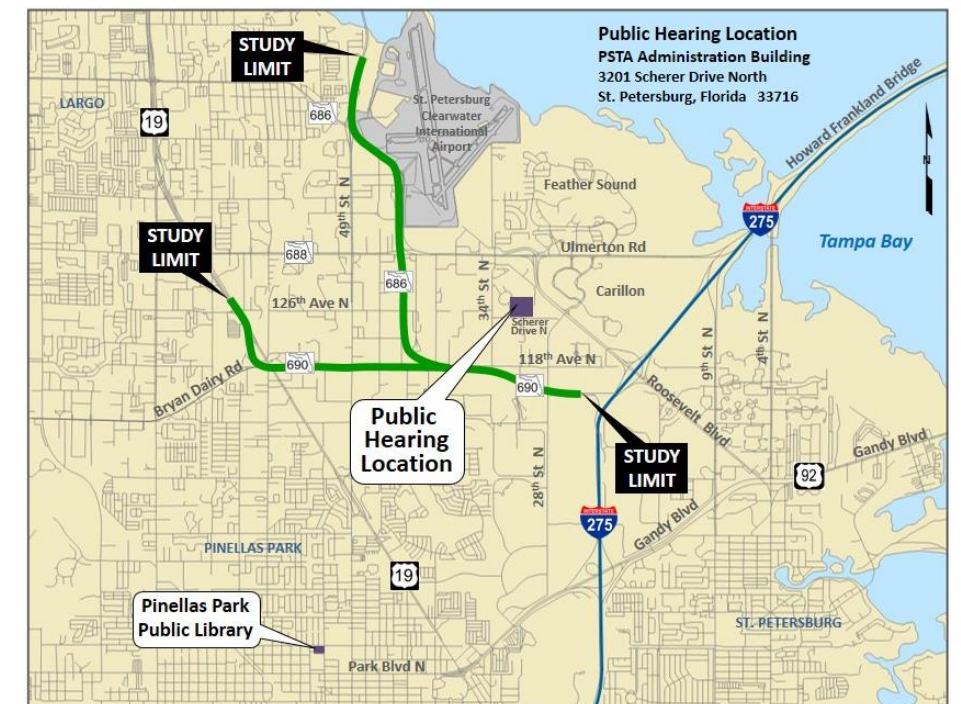 Public Hearing Location
PSTA Administration Building
3201 Scherer Drive North
St. Petersburg, Florida 33716
STUDY
LIMIT
LARGO
19
686
St. Petersburg
Clearwater
International
Airport
Howard Frankland Bridge
N
49th St N
Feather Sound
INTERSTATE
275
STUDY
LIMIT
688
Ulmerton Rd
Tampa Bay
686
34th St N
Carillon
126th Ave N
Scherer
Drive N
9th St N
4th St N
118th Ave N
690
690
Bryan Dairy Rd
Roosevelt Blvd
Public
Hearing
Location
STUDY
LIMIT
Gandy Blvd
92
28th St N
INTERSTATE
275
Gandy Blvd
PINELLAS PARK
19
Pinellas Park
Public Library
ST. PETERSBURG
Park Blvd N